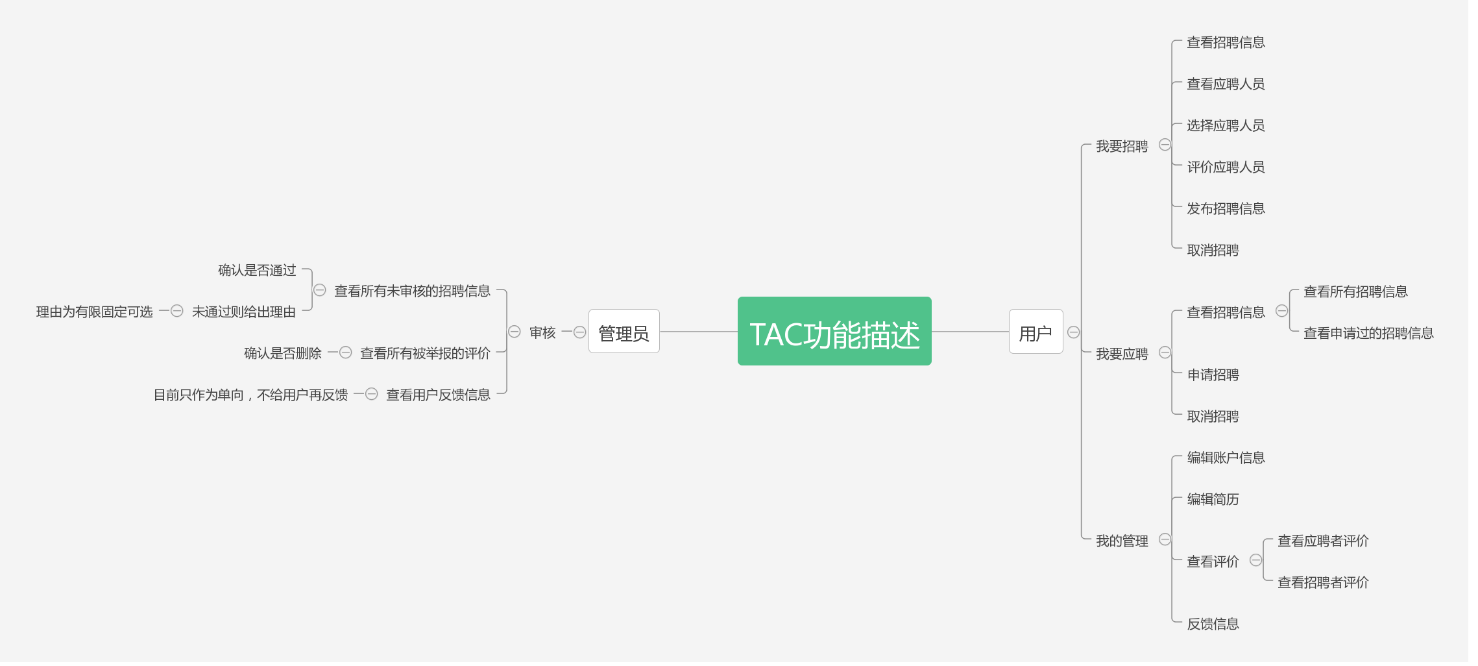 TAC功能描述
用户
我要招聘
查看招聘信息
查看应聘人员
选择应聘人员
评价应聘人员
发布招聘信息
取消招聘
我要应聘
查看招聘信息
查看所有招聘信息
查看申请过的招聘信息
申请招聘
取消招聘
我的管理
编辑账户信息
编辑简历
查看评价
查看应聘者评价
查看招聘者评价
反馈信息
管理员
审核
查看所有未审核的招聘信息
确认是否通过
未通过则给出理由
理由为有限固定可选
查看所有被举报的评价
确认是否删除
查看用户反馈信息
目前只作为单向，不给用户再反馈